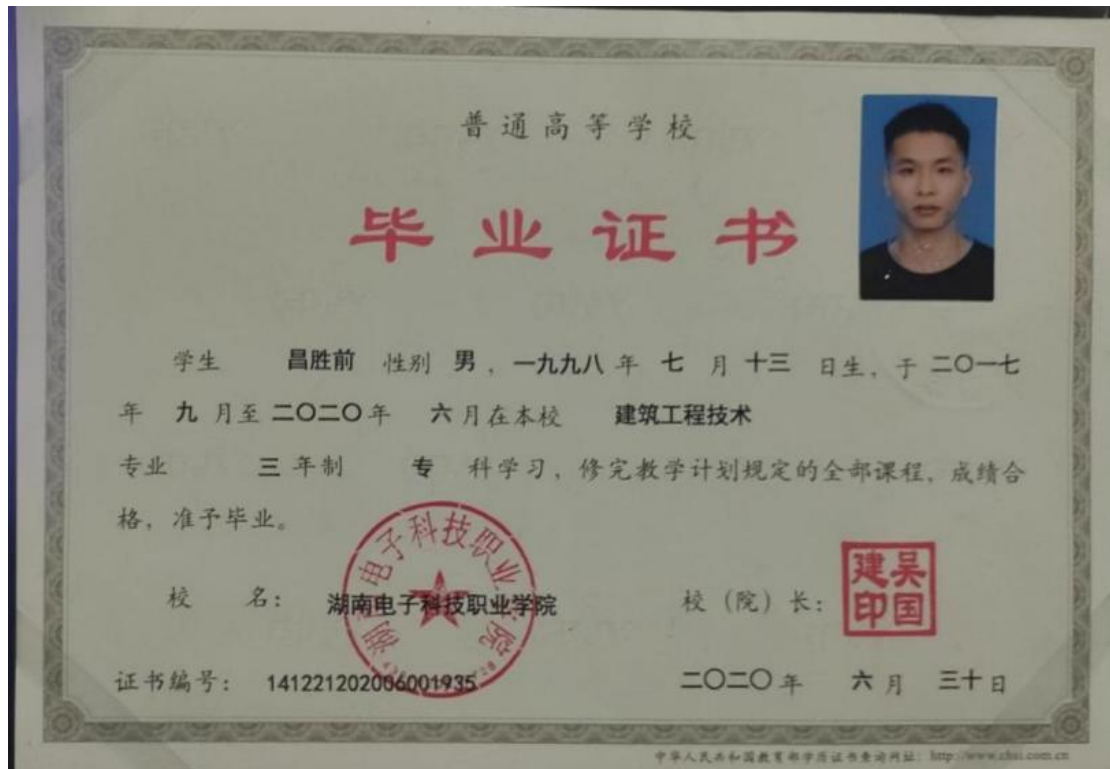 普通高等学校
毕业证书
学生 昌胜前 性别 男，一九九八 年 七 月 十三 日生，于 二〇一七
年 九 月至 二〇二〇 年 六 月在本校 建筑工程技术
专业 三 年制 专 科学习，修完教学计划规定的全部课程，成绩合
格，准予毕业。
湖南电子科技职业学院
校 名： 湖南电子科技职业学院 校（院）长： 吴国建印
证书编号： 141221202006001935 二〇二〇 年 六 月 三十 日
中华人民共和国教育部学历证书查询网址：http://www.chsi.com.cn